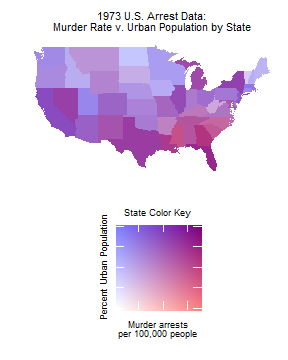 1973 U.S. Arrest Data:
Murder Rate v. Urban Population by State
State Color Key
Percent Urban Population
Murder arrests
per 100,000 people